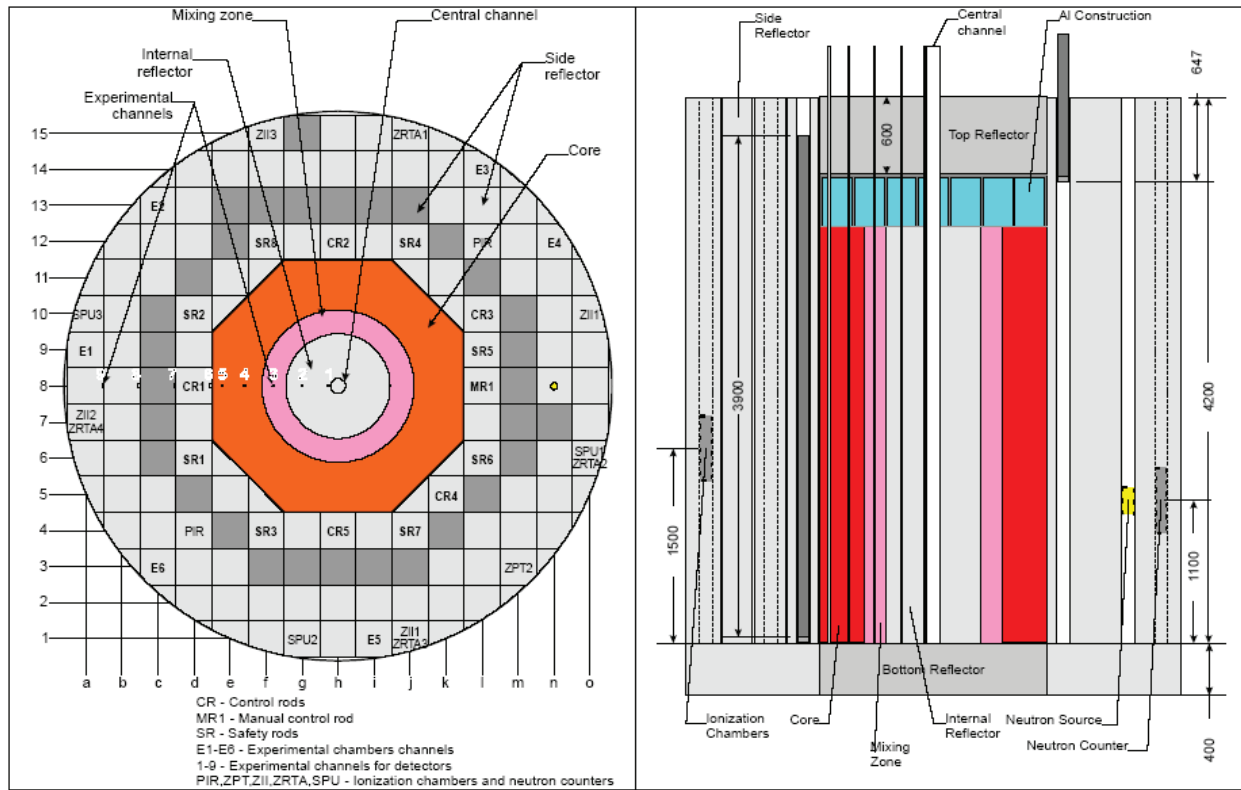 Mixing zone
Central channel
Internal
reflector
Experimental
channels
Side
reflector
Core
15
14
13
12
11
10
9
8
7
6
5
4
3
2
1
ZII3
ZRTA1
E3
E2
SR8
CR2
SR4
PIR
E4
SPU3
SR2
CR3
ZII1
E1
SR5
7
5
4
3
2
1
CR1
MR1
ZII2
ZRTA4
SR1
SR6
SPU1
ZRTA2
CR4
PIR
SR3
CR5
SR7
E6
ZPT2
SPU2
E5
ZII1
ZRTA3
a b c d e f g h i j k l m n o
CR - Control rods
MR1 - Manual control rod
SR - Safety rods
E1-E6 - Experimental chambers channels
1-9 - Experimental channels for detectors
PIR,ZPT,ZII,ZRTA,SPU - Ionization chambers and neutron counters
Side
Reflector
Central
channel
Al Construction
647
600
Top Reflector
3900
4200
1500
1100
Bottom Reflector
400
Ionization
Chambers
Core
Mixing
Zone
Internal
Reflector
Neutron Source
Neutron Counter